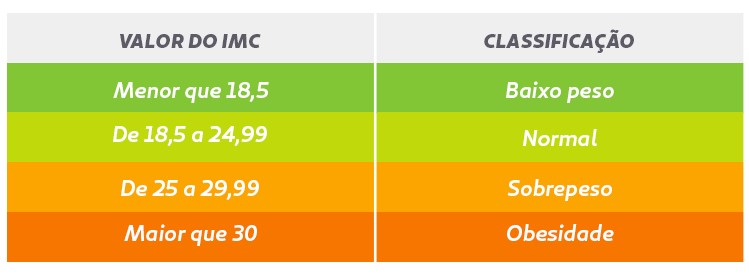 VALOR DO IMC CLASSIFICAÇÃO
Menor que 18,5 Baixo peso
De 18,5 a 24,99 Normal
De 25 a 29,99 Sobrepeso
Maior que 30 Obesidade